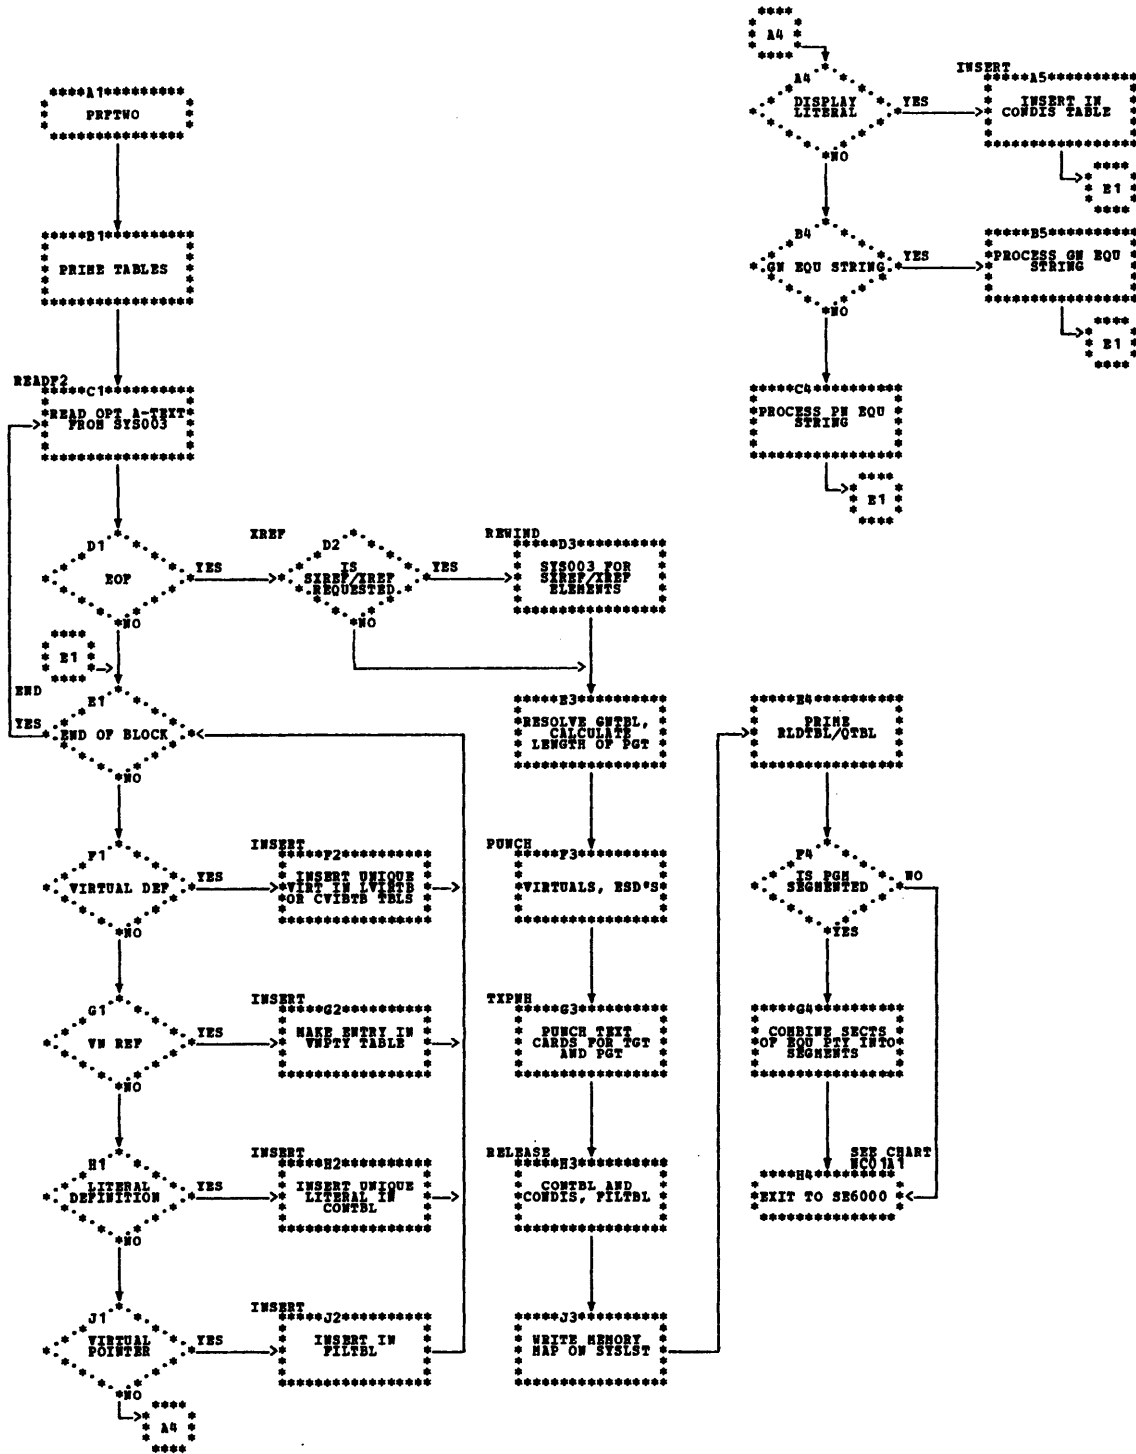 A4
A1
PRFTWO
A4
DISPLAY
LITERAL
YES
NO
INSERT
A5
INSERT IN
CONDIS TABLE
E1
B1
PRIME TABLES
B4
GN EQU STRING
YES
NO
B5
PROCESS GN EQU
STRING
E1
READF2
C1
READ OPT A-TEXT
FROM SYS003
C4
PROCESS PN EQU
STRING
E1
D1
EOF
YES
NO
XREF
D2
IS
SXREF/XREF
REQUESTED
YES
NO
REWIND
D3
SYS003 FOR
SXREF/XREF
ELEMENTS
E1
END
YES
E1
END OF BLOCK
NO
E3
RESOLVE GNTBL,
CALCULATE
LENGTH OF PGT
E4
PRIME
RLDTBL/QTBL
F1
VIRTUAL DEF
YES
NO
INSERT
F2
INSERT UNIQUE
VIRT IN LVIRTB
OR CVIRTB TBLS
PUNCH
F3
VIRTUALS, ESD'S
F4
IS PGM
SEGMENTED
NO
YES
G1
VN REF
YES
NO
INSERT
G2
MAKE ENTRY IN
VNPTY TABLE
TXPNH
G3
PUNCH TEXT
CARDS FOR TGT
AND PGT
G4
COMBINE SECTS
OF EQU PTY INTO
SEGMENTS
H1
LITERAL
DEFINITION
YES
NO
INSERT
H2
INSERT UNIQUE
LITERAL IN
CONTBL
RELEASE
H3
CONTBL AND
CONDIS, FILTBL
SEE CHART
NC01A1
H4
EXIT TO SE6000
J1
VIRTUAL
POINTER
YES
NO
INSERT
J2
INSERT IN
FILTBL
J3
WRITE MEMORY
MAP ON SYSLST
A4